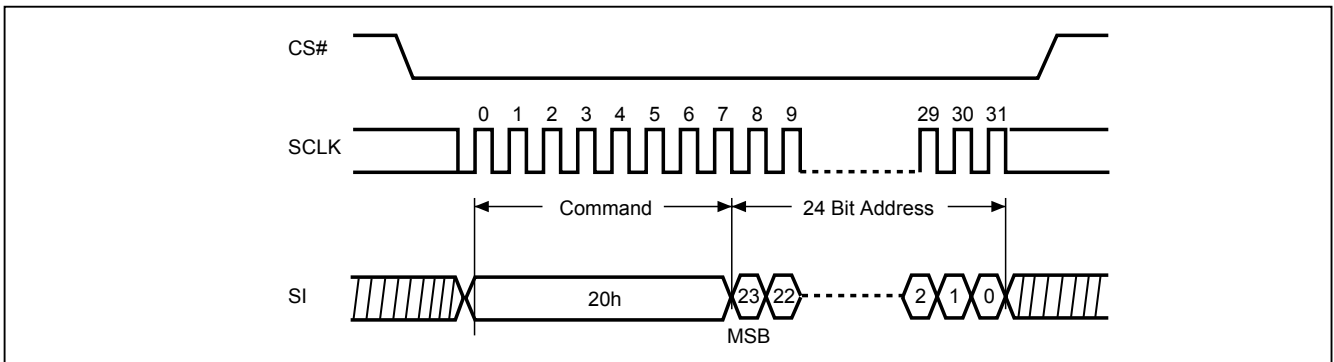 CS#
0 1 2 3 4 5 6 7 8 9 29 30 31
SCLK
Command 24 Bit Address
SI 20h 23 22 2 1 0
MSB